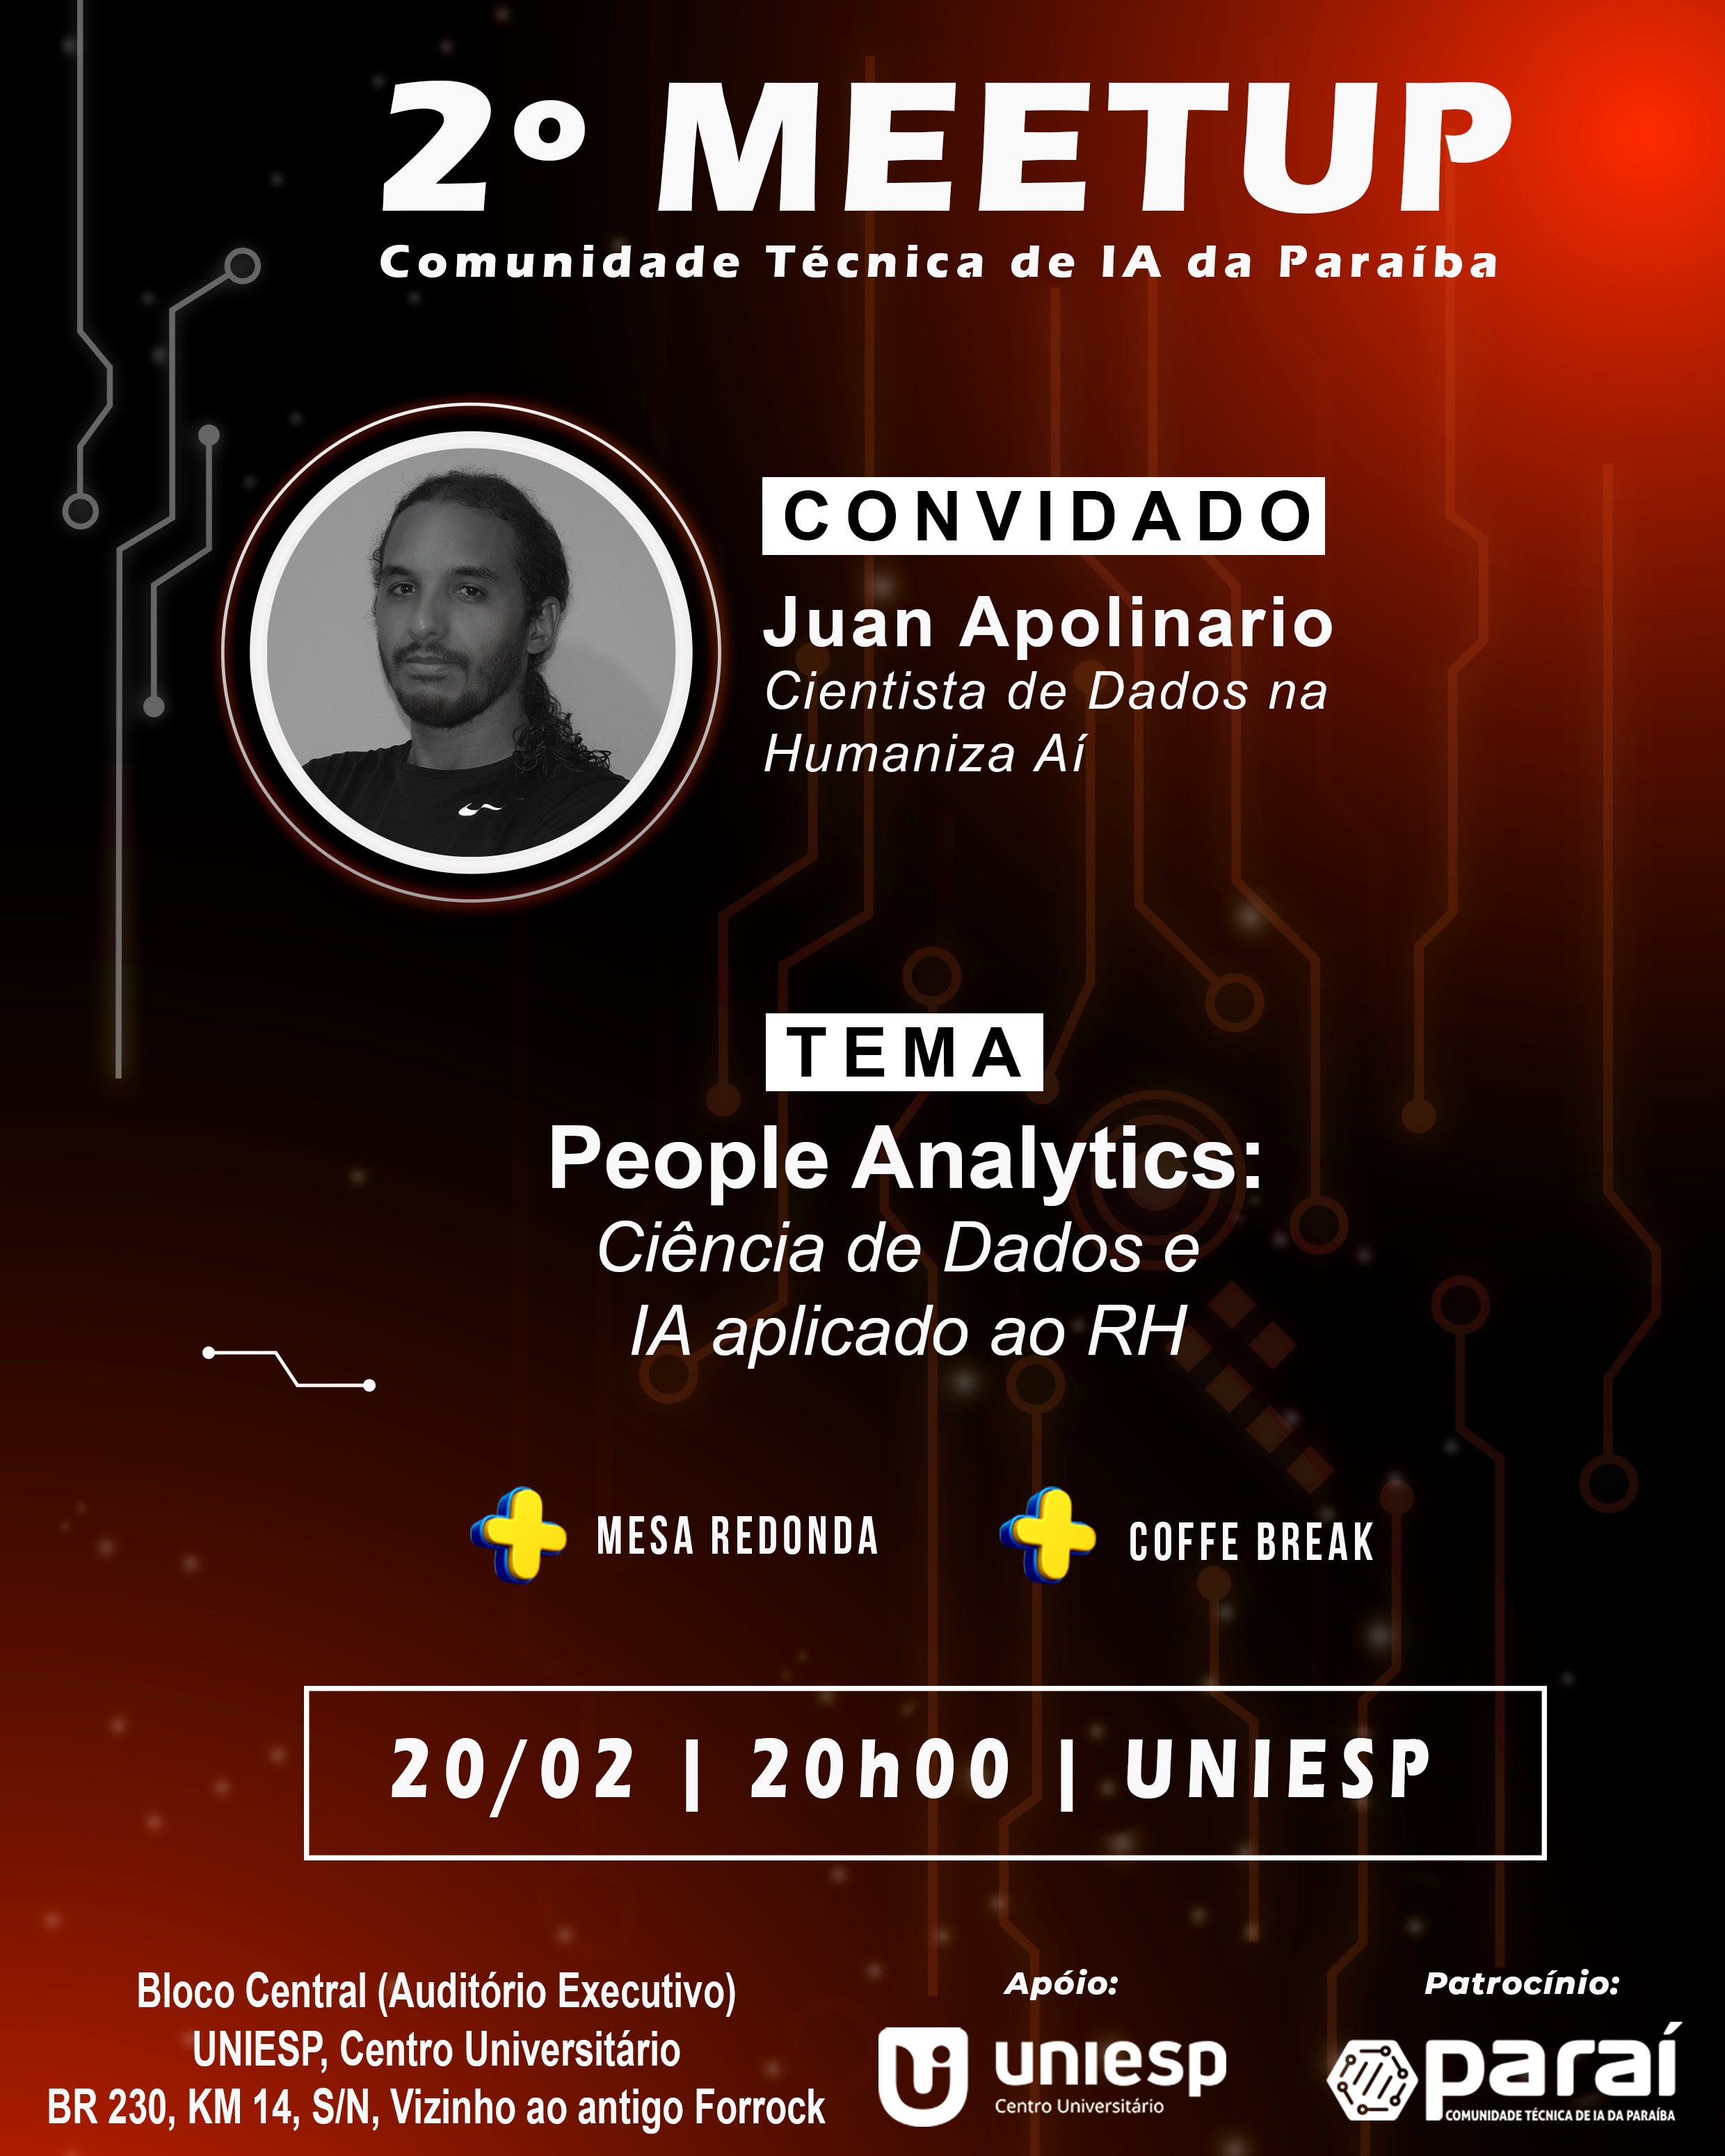 2º MEETUP
Comunidade Técnica de IA da Paraíba
CONVIDADO
Juan Apolinario
Cientista de Dados na
Humaniza Aí
TEMA
People Analytics:
Ciência de Dados e
IA aplicado ao RH
MESA REDONDA
COFFE BREAK
20/02 | 20h00 | UNIESP
Bloco Central (Auditório Executivo)
UNIESP, Centro Universitário
BR 230, KM 14, S/N, Vizinho ao antigo Forrock
Apóio:
uniesp
Centro Universitário
Patrocínio:
paraí
COMUNIDADE TÉCNICA DE IA DA PARAÍBA